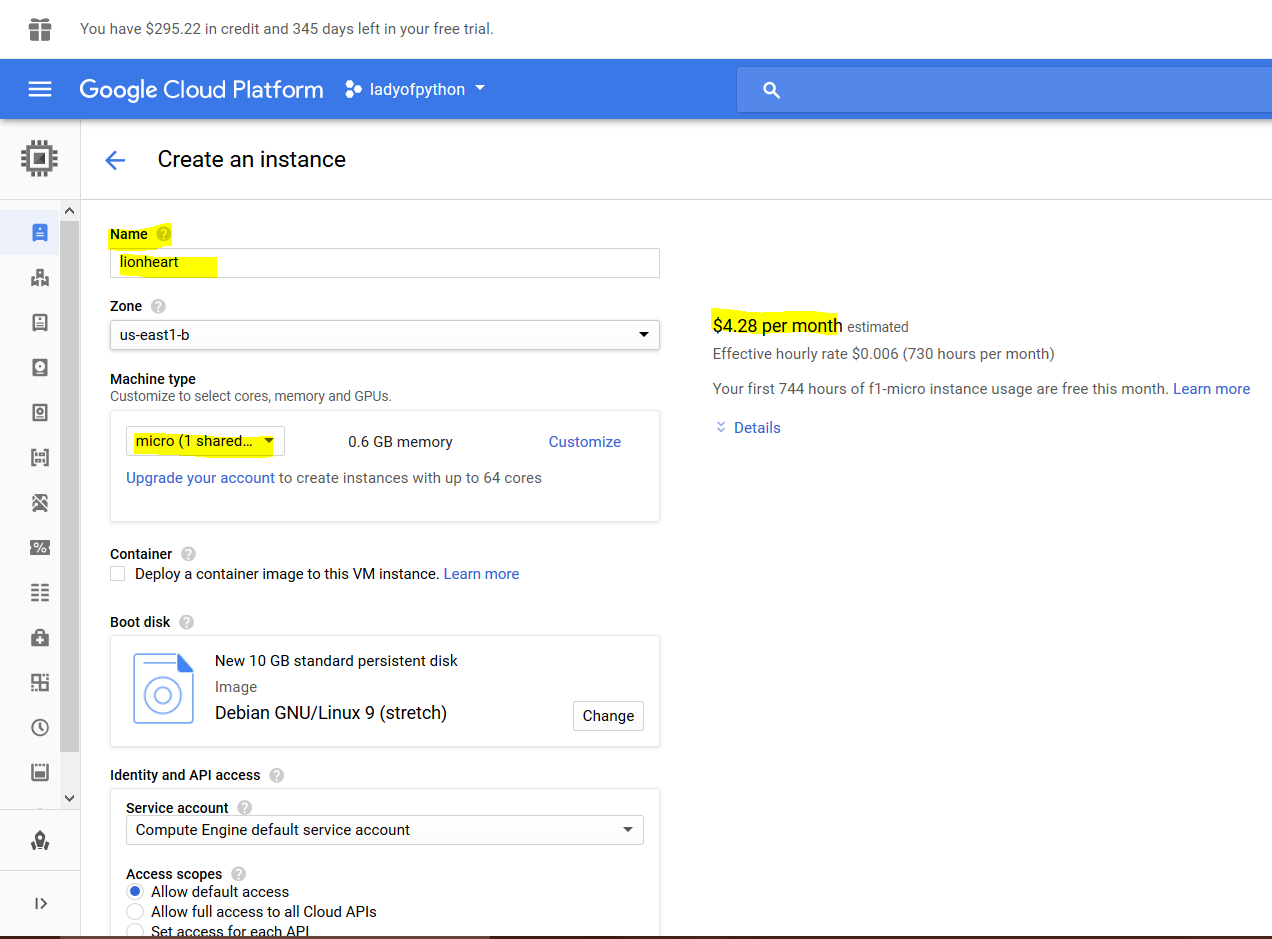 You have $295.22 in credit and 345 days left in your free trial.
Google Cloud Platform ladyofpython
Create an instance
Name ?
lionheart
Zone ?
us-east1-b
Machine type
Customize to select cores, memory and GPUs.
micro (1 shared... 0.6 GB memory Customize
Upgrade your account to create instances with up to 64 cores
Container ?
Deploy a container image to this VM instance. Learn more
Boot disk ?
New 10 GB standard persistent disk
Image
Debian GNU/Linux 9 (stretch)
Change
Identity and API access ?
Service account ?
Compute Engine default service account
Access scopes ?
Allow default access
Allow full access to all Cloud APIs
Set access for each API
$4.28 per month estimated
Effective hourly rate $0.006 (730 hours per month)
Your first 744 hours of f1-micro instance usage are free this month. Learn more
Details